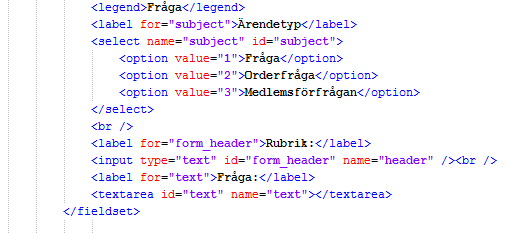 <legend>Fråga</legend>
<label for="subject">Ärendetyp</label>
<select name="subject" id="subject">
<option value="1">Fråga</option>
<option value="2">Orderfråga</option>
<option value="3">Medlemsförfrågan</option>
</select>
<br />
<label for="form_header">Rubrik:</label>
<input type="text" id="form_header" name="header" /><br />
<label for="text">Fråga:</label>
<textarea id="text" name="text"></textarea>
</fieldset>